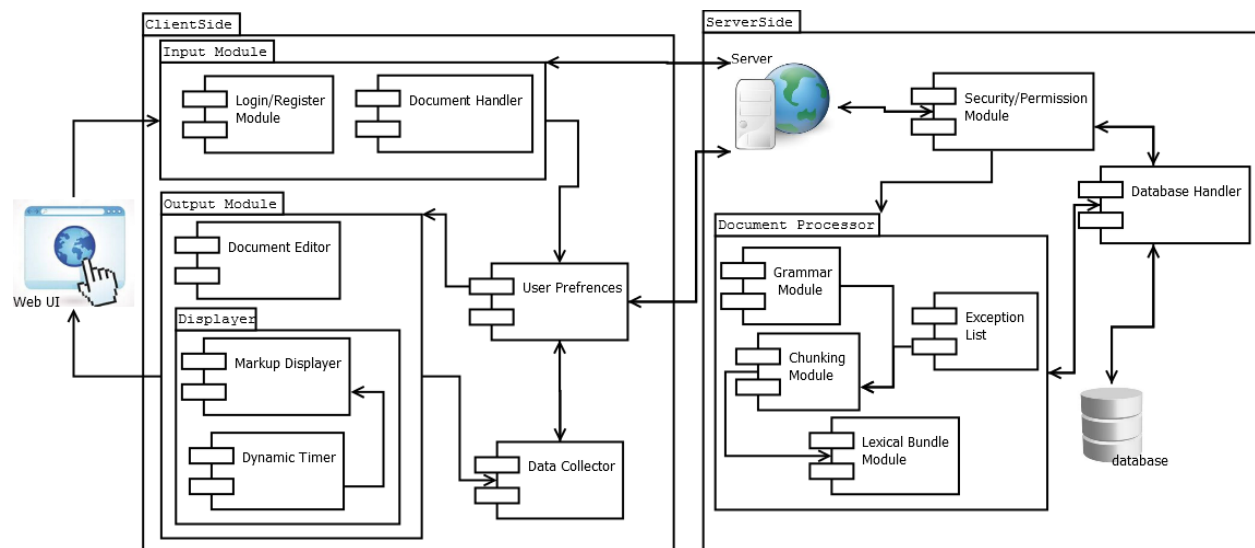 ClientSide
Input Module
Login/Register
Module
Document Handler
Output Module
Document Editor
Displayer
Markup Displayer
Dynamic Timer
User Prefrences
Data Collector
Web UI
ServerSide
Server
Security/Permission
Module
Database Handler
Document Processor
Grammar
Module
Exception
List
Chunking
Module
Lexical Bundle
Module
database